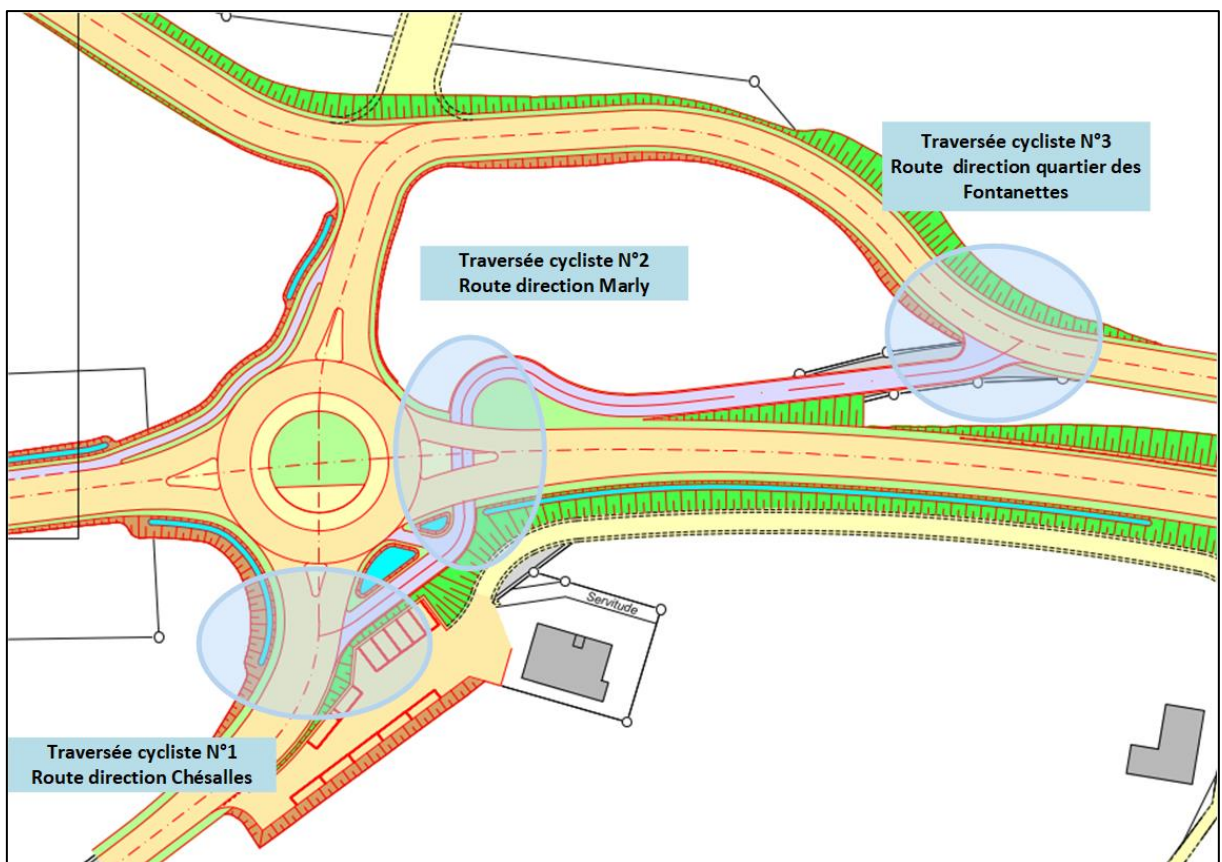 Traversée cycliste N°3
Route direction quartier des
Fontanettes
Traversée cycliste N°2
Route direction Marly
Servitude
Traversée cycliste N°1
Route direction Chésalles